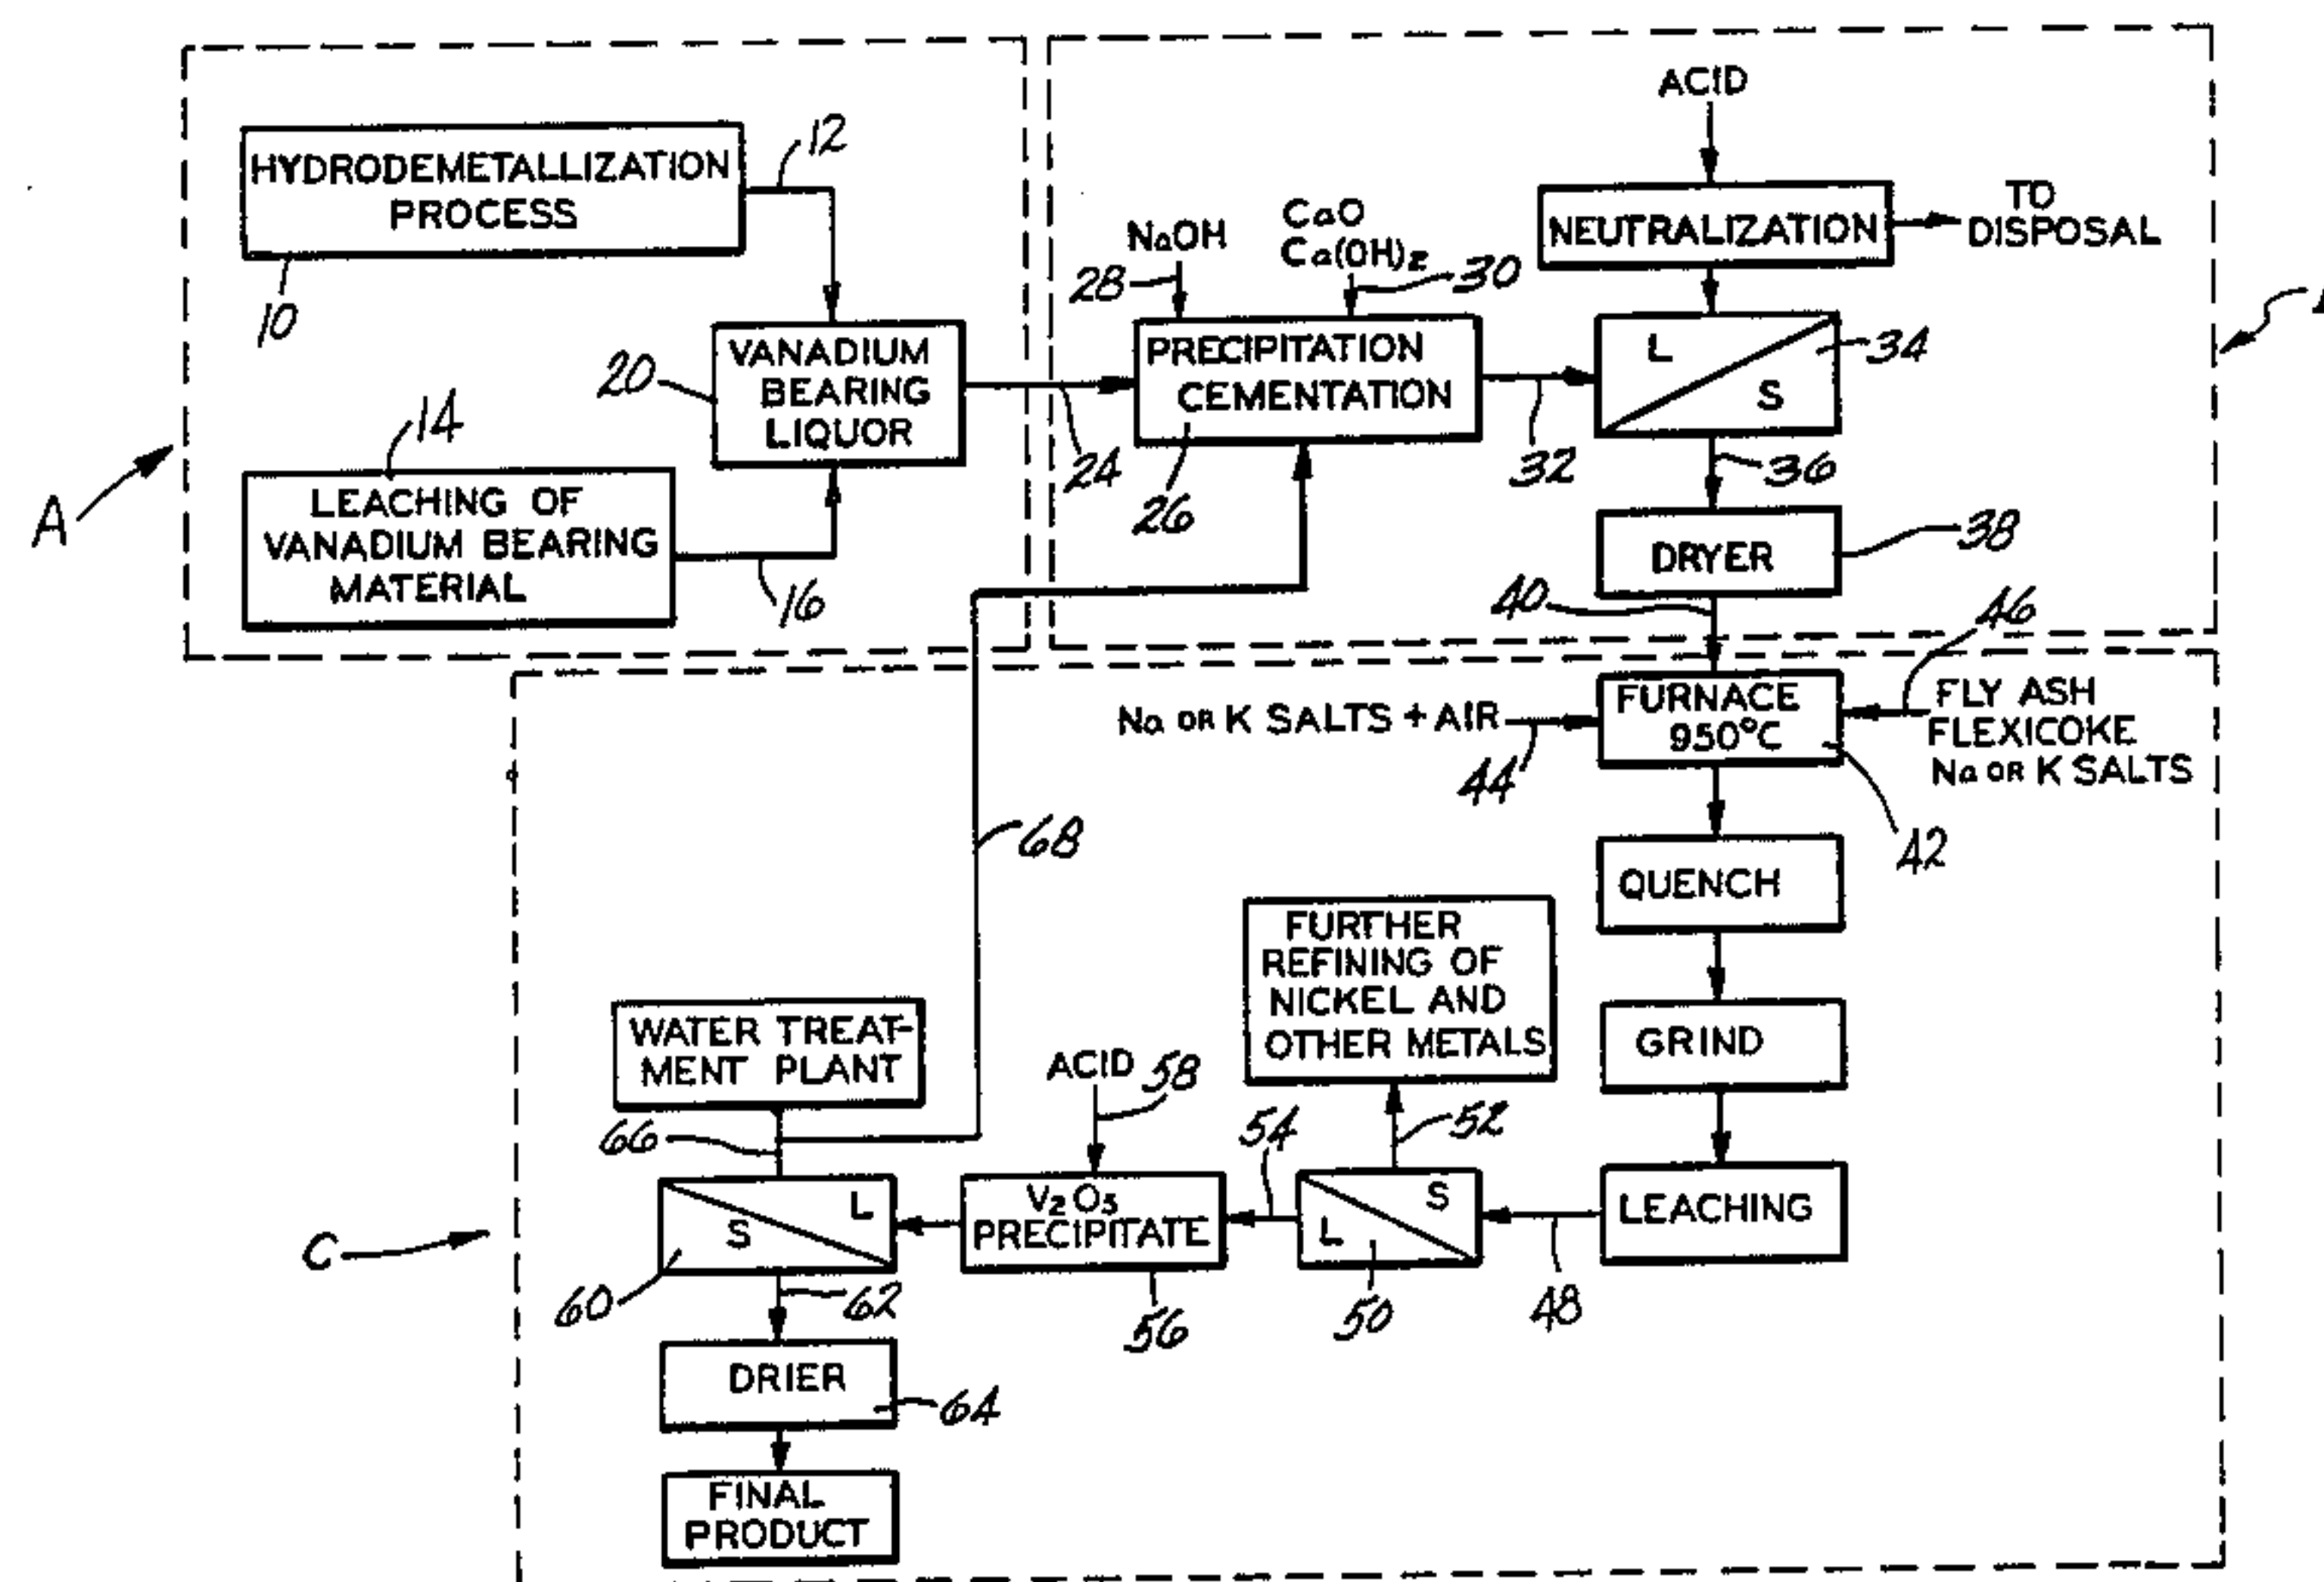 ACID
12
HYDRODEMETALLIZATION
PROCESS
10
NaOH
28
CaO
Ca(OH)2
30
NEUTRALIZATION
TO
DISPOSAL
20
VANADIUM
BEARING
LIQUOR
24
PRECIPITATION
CEMENTATION
26
32
L
S
34
36
14
LEACHING OF
VANADIUM BEARING
MATERIAL
16
A
DRYER
38
40
46
Na OR K SALTS + AIR
44
FURNACE
950°C
42
FLY ASH
FLEXICOKE
Na OR K SALTS
68
QUENCH
FURTHER
REFINING OF
NICKEL AND
OTHER METALS
GRIND
WATER TREAT-
MENT PLANT
ACID 58
66
54
52
S
L
60
V2O5
PRECIPITATE
56
S
L
50
LEACHING
48
C
62
DRIER
64
FINAL
PRODUCT